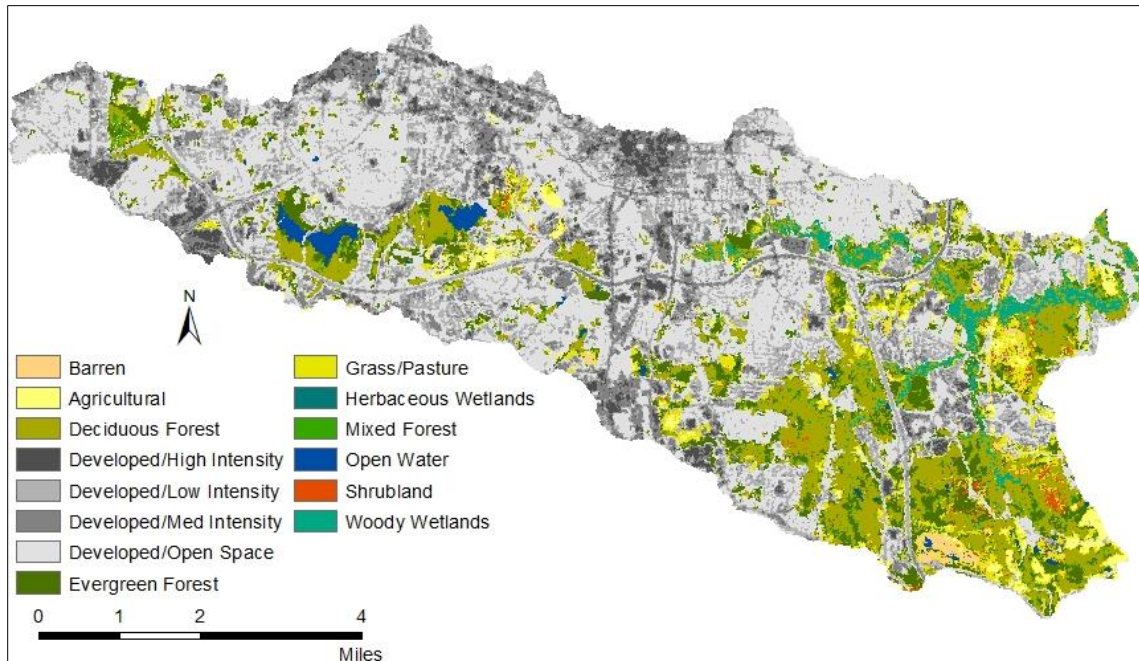 N
Barren
Agricultural
Deciduous Forest
Developed/High Intensity
Developed/Low Intensity
Developed/Med Intensity
Developed/Open Space
Evergreen Forest
Grass/Pasture
Herbaceous Wetlands
Mixed Forest
Open Water
Shrubland
Woody Wetlands
0 1 2 4
Miles